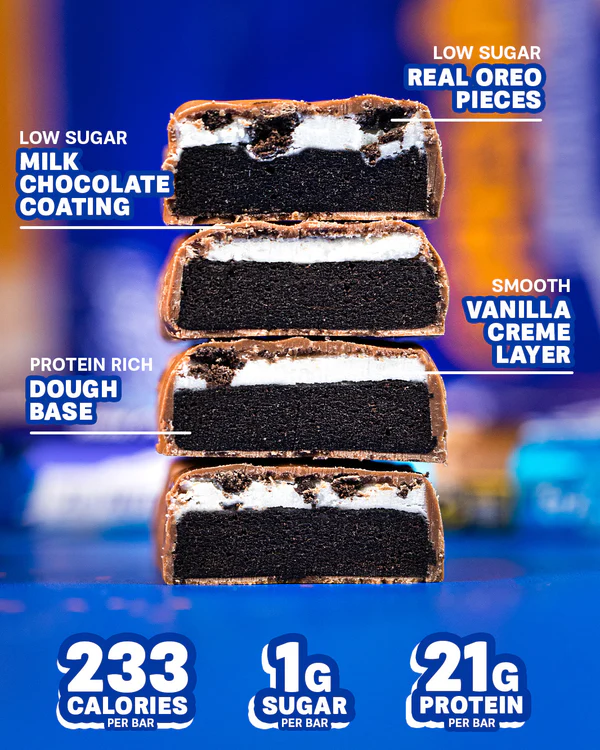 LOW SUGAR
REAL OREO
PIECES
LOW SUGAR
MILK
CHOCOLATE
COATING
SMOOTH
VANILLA
CREME
LAYER
PROTEIN RICH
DOUGH
BASE
233
CALORIES
PER BAR
1G
SUGAR
PER BAR
21G
PROTEIN
PER BAR